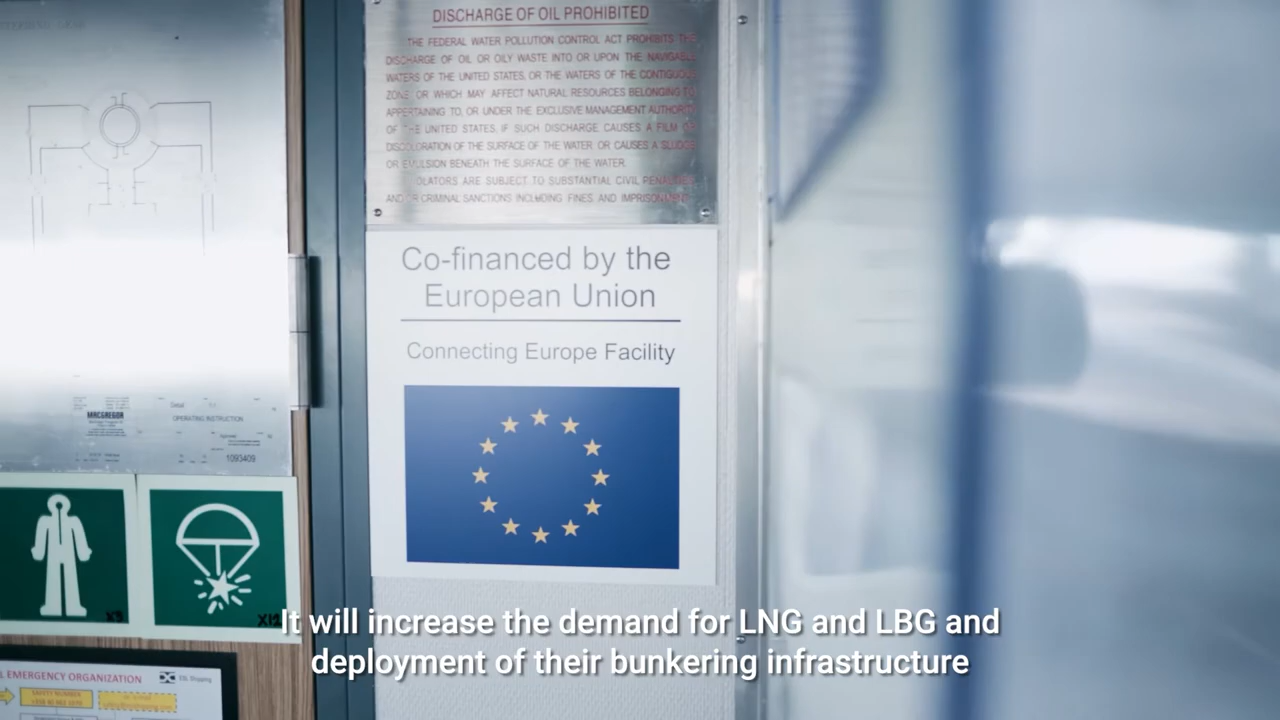 DISCHARGE OF OIL PROHIBITED
THE FEDERAL WATER POLLUTION CONTROL ACT PROHIBITS THE
DISCHARGE OF OIL OR OILY WASTE INTO OR UPON THE NAVIGABLE
WATERS OF THE UNITED STATES, OR THE WATERS OF THE CONTIGUOUS
ZONE OR WHICH MAY AFFECT NATURAL RESOURCES BELONGING TO,
APPERTAINING TO, OR UNDER THE EXCLUSIVE MANAGEMENT AUTHORITY
OF THE UNITED STATES, IF SUCH DISCHARGE CAUSES A FILM OR
DISCOLORATION OF THE SURFACE OF THE WATER OR CAUSES A SLUDGE
OR EMULSION BENEATH THE SURFACE OF THE WATER.
VIOLATORS ARE SUBJECT TO SUBSTANTIAL CIVIL PENALTIES
AND/OR CRIMINAL SANCTIONS INCLUDING FINES AND IMPRISONMENT.
Co-financed by the
European Union
Connecting Europe Facility
MACGREGOR
OPERATING INSTRUCTION
1093409
X5
X12
EMERGENCY ORGANIZATION
ESL Shipping
SAFETY NUMBER
It will increase the demand for LNG and LBG and
deployment of their bunkering infrastructure